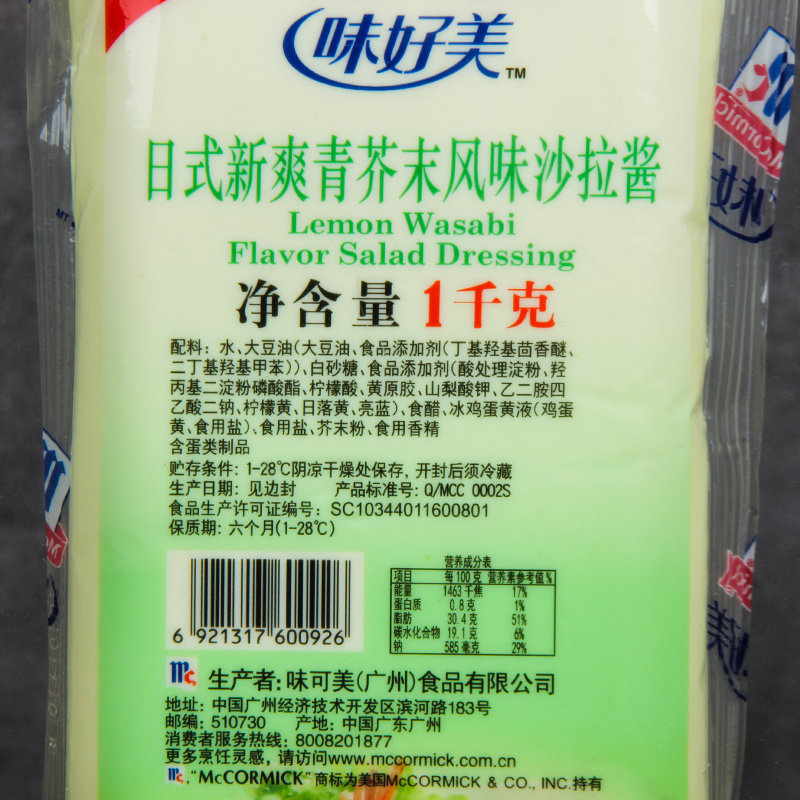 味好美™
日式新爽青芥末风味沙拉酱
Lemon Wasabi
Flavor Salad Dressing
净含量 1千克
配料：水、大豆油（大豆油、食品添加剂（丁基羟基茴香醚、
二丁基羟基甲苯））、白砂糖、食品添加剂（酸处理淀粉、羟
丙基二淀粉磷酸酯、柠檬酸、黄原胶、山梨酸钾、乙二胺四
乙酸二钠、柠檬黄、日落黄、亮蓝）、食醋、冰鸡蛋黄液（鸡蛋
黄、食用盐）、食用盐、芥末粉、食用香精
含蛋类制品
贮存条件：1-28℃阴凉干燥处保存，开封后须冷藏
生产日期：见边封 产品标准号：Q/MCC 0002S
食品生产许可证编号：SC10344011600801
保质期：六个月(1-28℃)
营养成分表
项目 每100克 营养素参考值%
能量 1463千焦 17%
蛋白质 0.8克 1%
脂肪 30.4克 51%
碳水化合物 19.1克 6%
钠 585毫克 29%
6 921317 600926
Mc 生产者：味可美(广州)食品有限公司
地址：中国广州经济技术开发区滨河路183号
邮编：510730 产地：中国广东广州
消费者服务热线：8008201877
更多烹饪灵感，请访问www.mccormick.com.cn
Mc,"McCORMICK"商标为美国McCORMICK & CO., INC.持有
McCormick
味